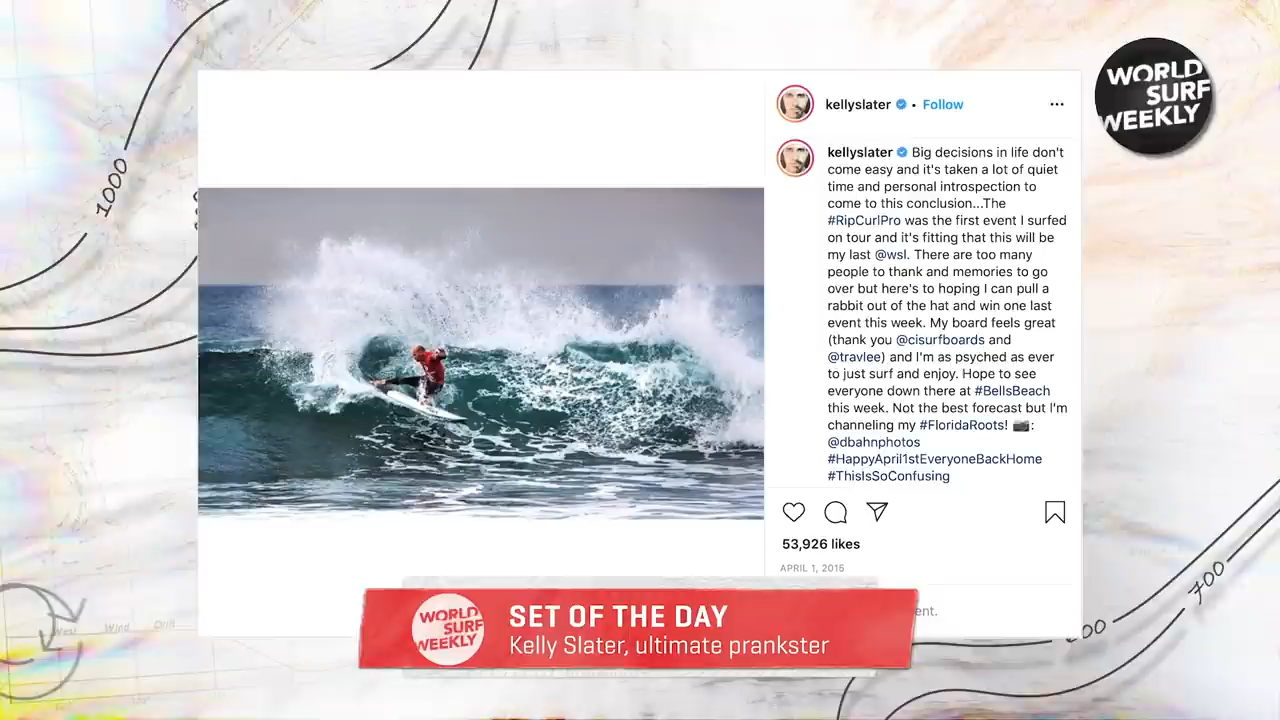 WORLD
SURF
WEEKLY
kellyslater • Follow
kellyslater Big decisions in life don't
come easy and it's taken a lot of quiet
time and personal introspection to
come to this conclusion...The
#RipCurlPro was the first event I surfed
on tour and it's fitting that this will be
my last @wsl. There are too many
people to thank and memories to go
over but here's to hoping I can pull a
rabbit out of the hat and win one last
event this week. My board feels great
(thank you @cisurfboards and
@travlee) and I'm as psyched as ever
to just surf and enjoy. Hope to see
everyone down there at #BellsBeach
this week. Not the best forecast but I'm
channeling my #FloridaRoots! 📷:
@dbahnphotos
#HappyApril1stEveryoneBackHome
#ThisIsSoConfusing
53,926 likes
APRIL 1, 2015
ent.
WORLD
SURF
WEEKLY
SET OF THE DAY
Kelly Slater, ultimate prankster
1000
700
Wind